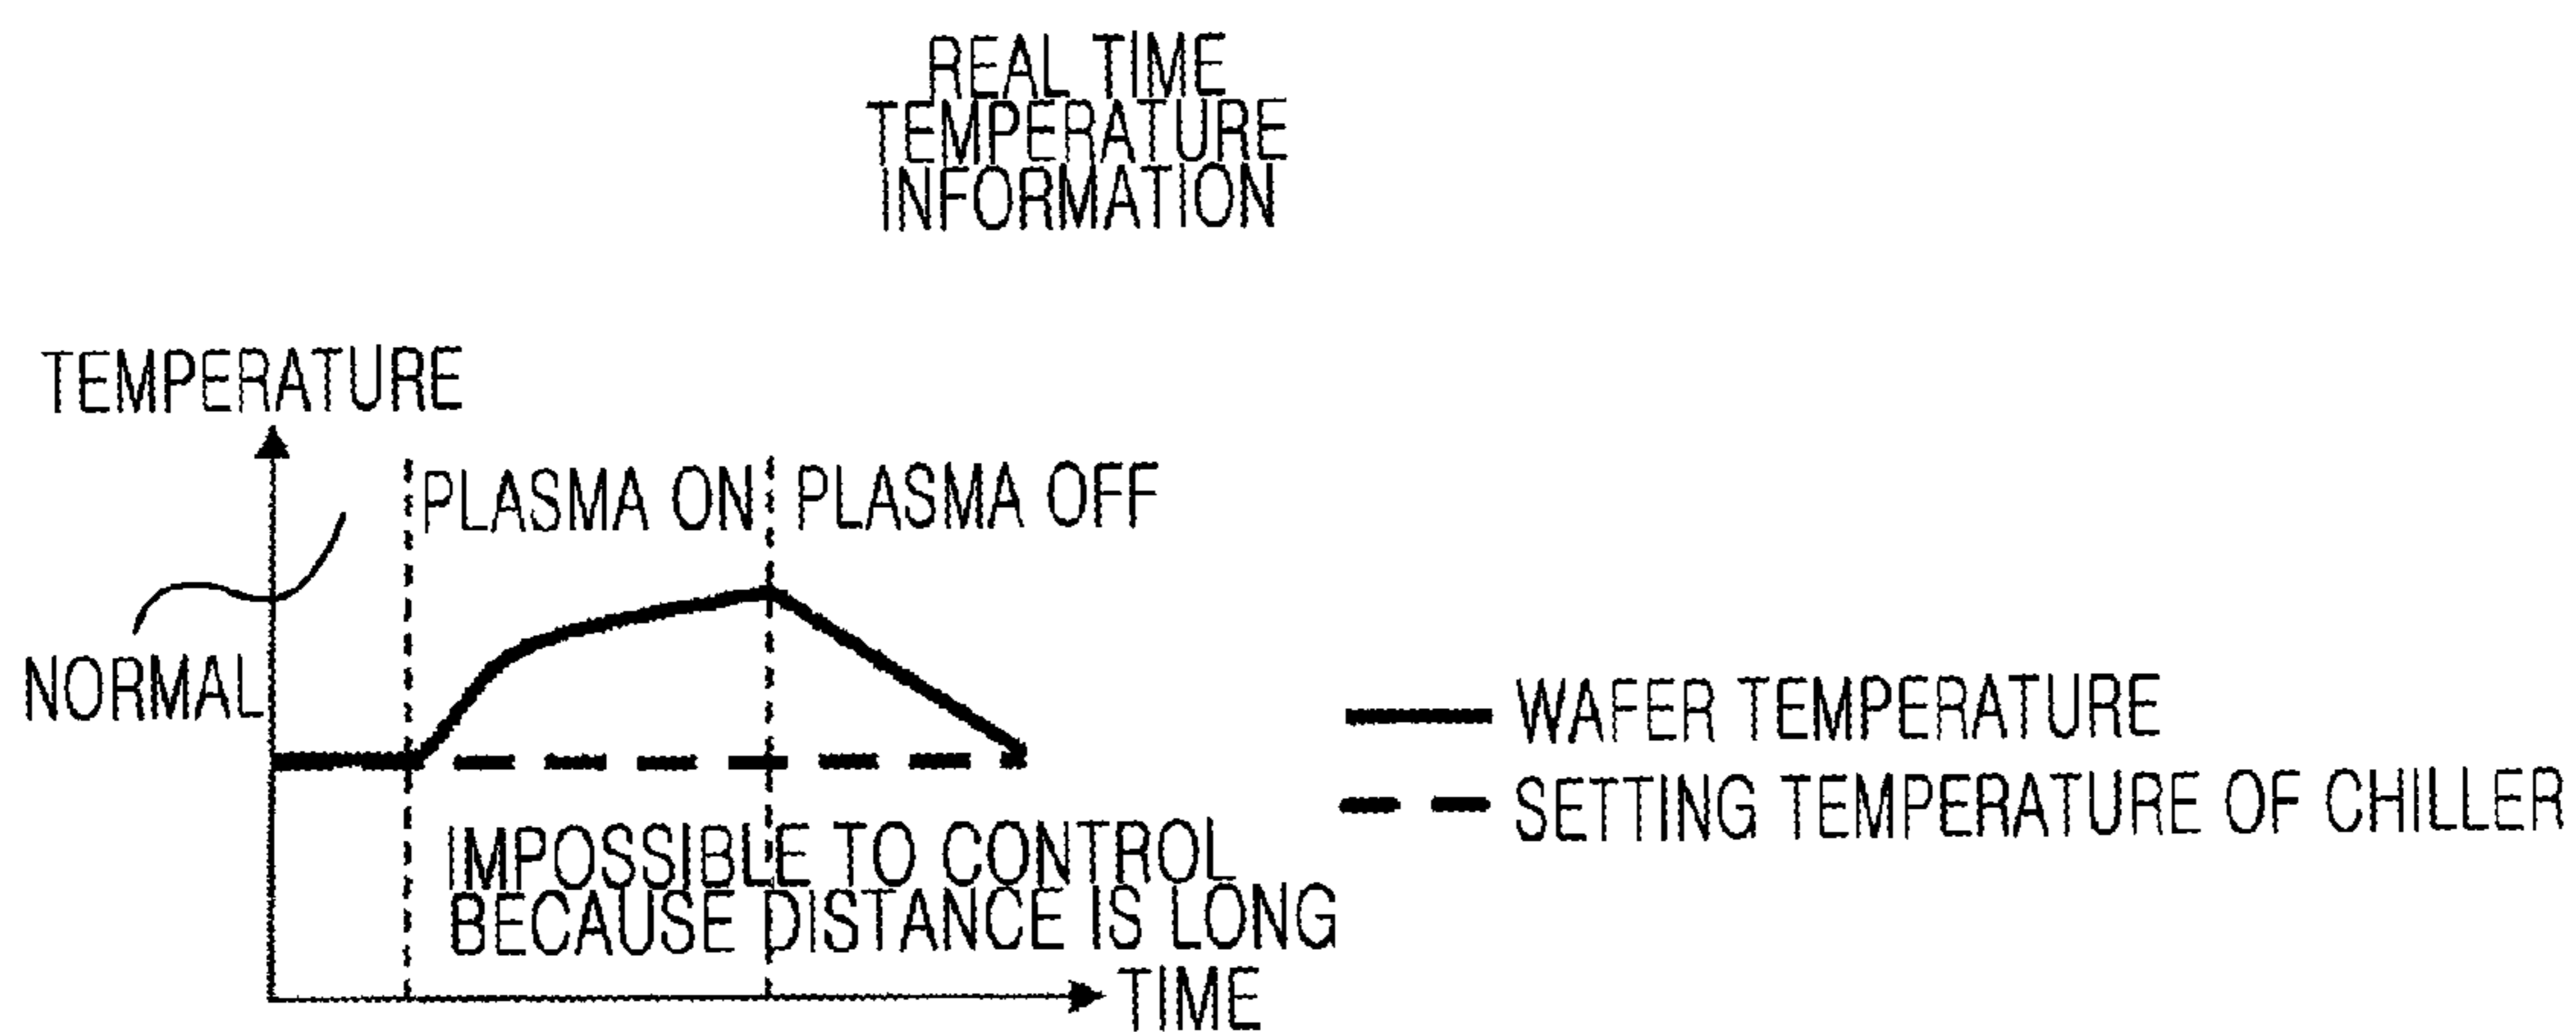 REAL TIME
TEMPERATURE
INFORMATION
TEMPERATURE
PLASMA ON
PLASMA OFF
NORMAL
WAFER TEMPERATURE
SETTING TEMPERATURE OF CHILLER
IMPOSSIBLE TO CONTROL
BECAUSE DISTANCE IS LONG
TIME